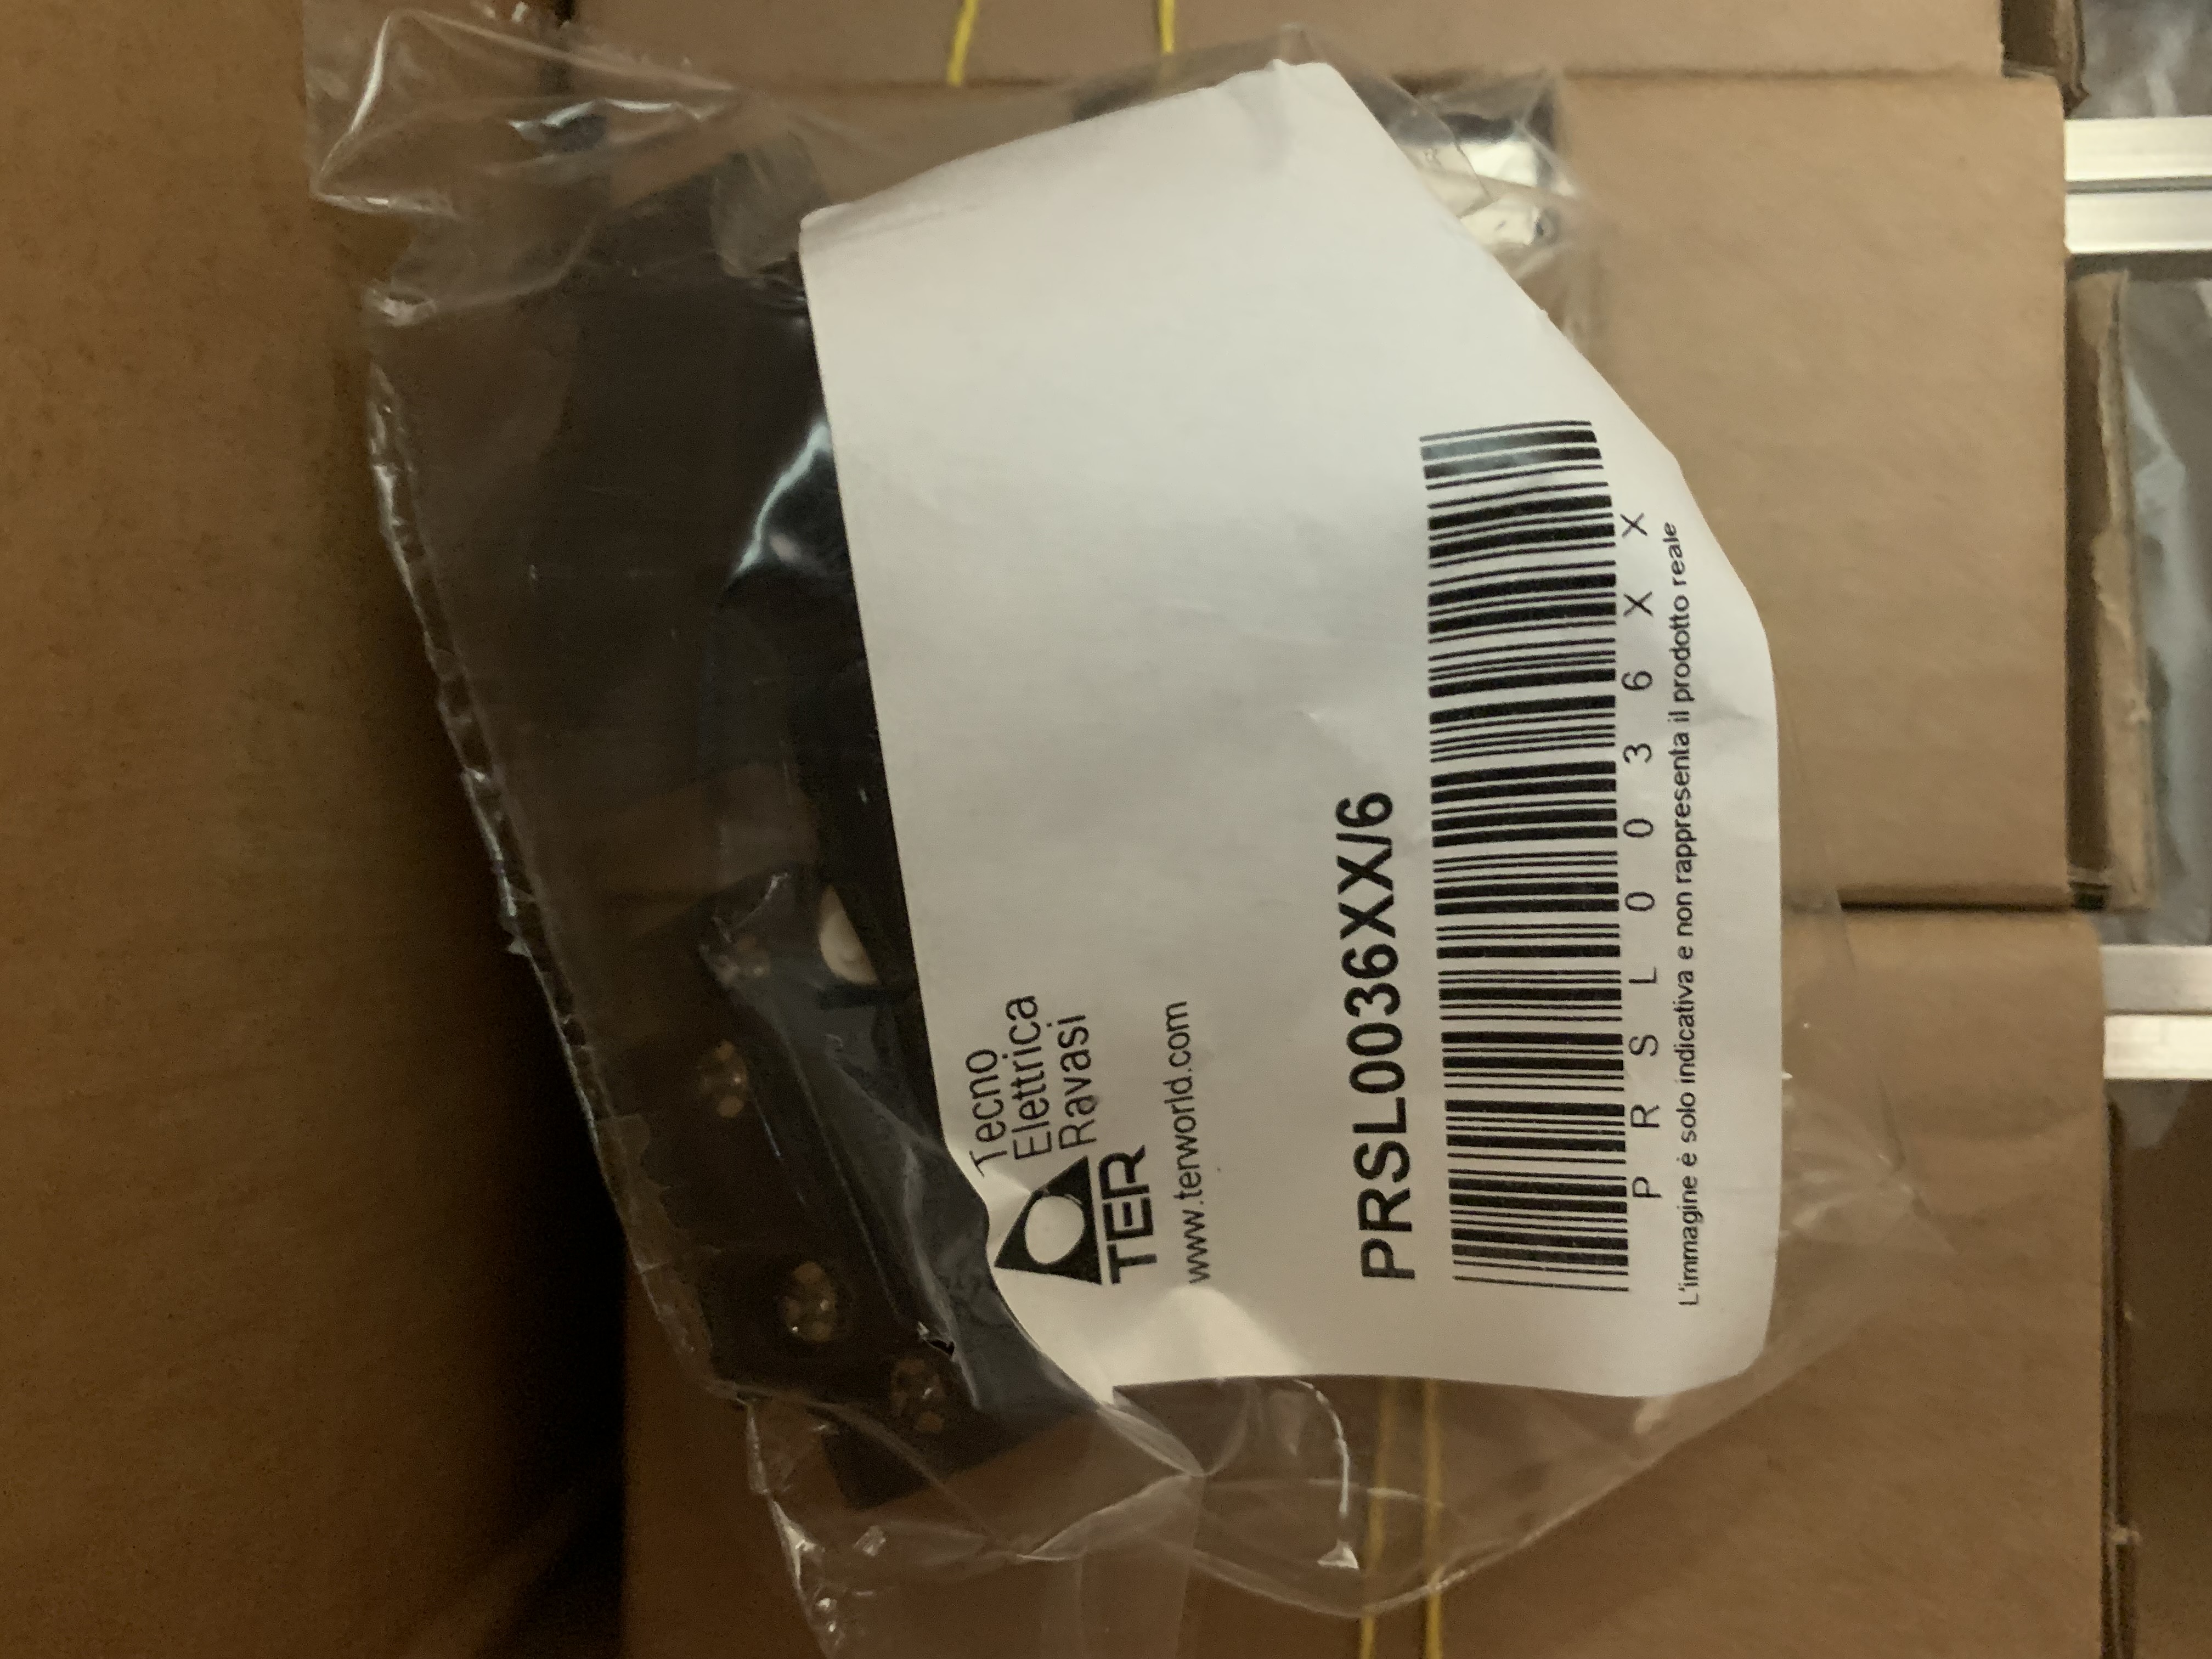 Tecno
Elettrica
Ravasi
TER
www.terworld.com
PRSL0036XX/6
P R S L 0 0 3 6 X X
L'immagine è solo indicativa e non rappresenta il prodotto reale